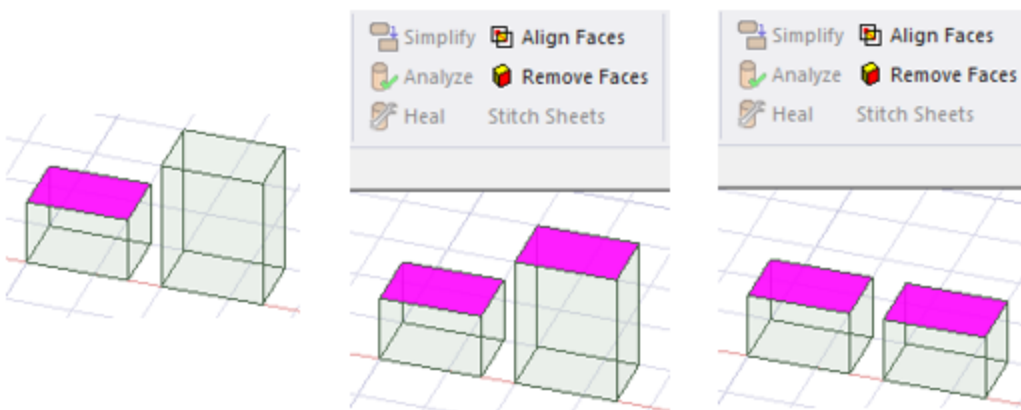 Simplify Align Faces
Analyze Remove Faces
Heal Stitch Sheets
Simplify Align Faces
Analyze Remove Faces
Heal Stitch Sheets